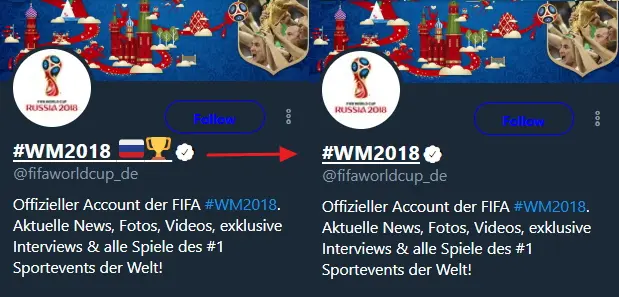 FIFA WORLD CUP
RUSSIA 2018
Follow
#WM2018 🇷🇺🏆
@fifaworldcup_de
Offizieller Account der FIFA #WM2018.
Aktuelle News, Fotos, Videos, exklusive
Interviews & alle Spiele des #1
Sportevents der Welt!
FIFA WORLD CUP
RUSSIA 2018
Follow
#WM2018
@fifaworldcup_de
Offizieller Account der FIFA #WM2018.
Aktuelle News, Fotos, Videos, exklusive
Interviews & alle Spiele des #1
Sportevents der Welt!